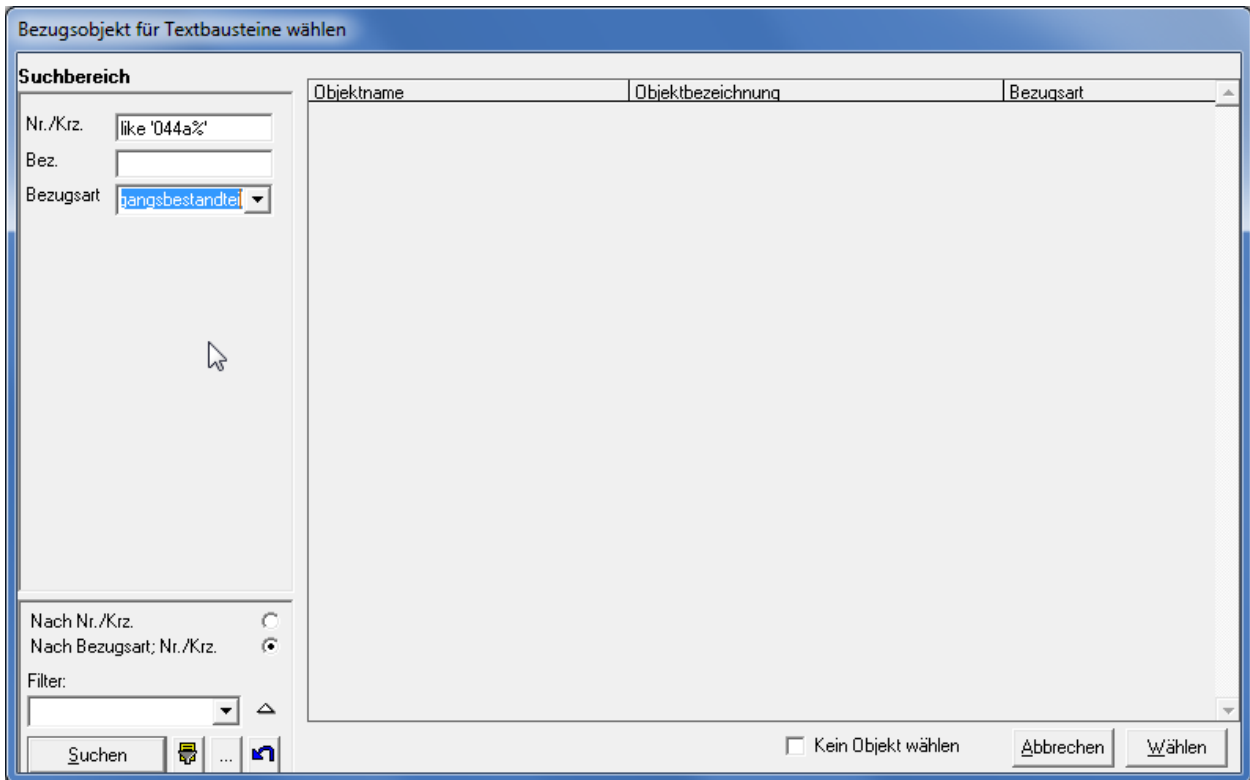 Bezugsobjekt für Textbausteine wählen
Suchbereich
Objektname Objektbezeichnung Bezugsart
Nr./Krz. like '044a%'
Bez.
Bezugsart gangsbestandteil
Nach Nr./Krz.
Nach Bezugsart; Nr./Krz.
Filter:
Suchen ... Kein Objekt wählen Abbrechen Wählen